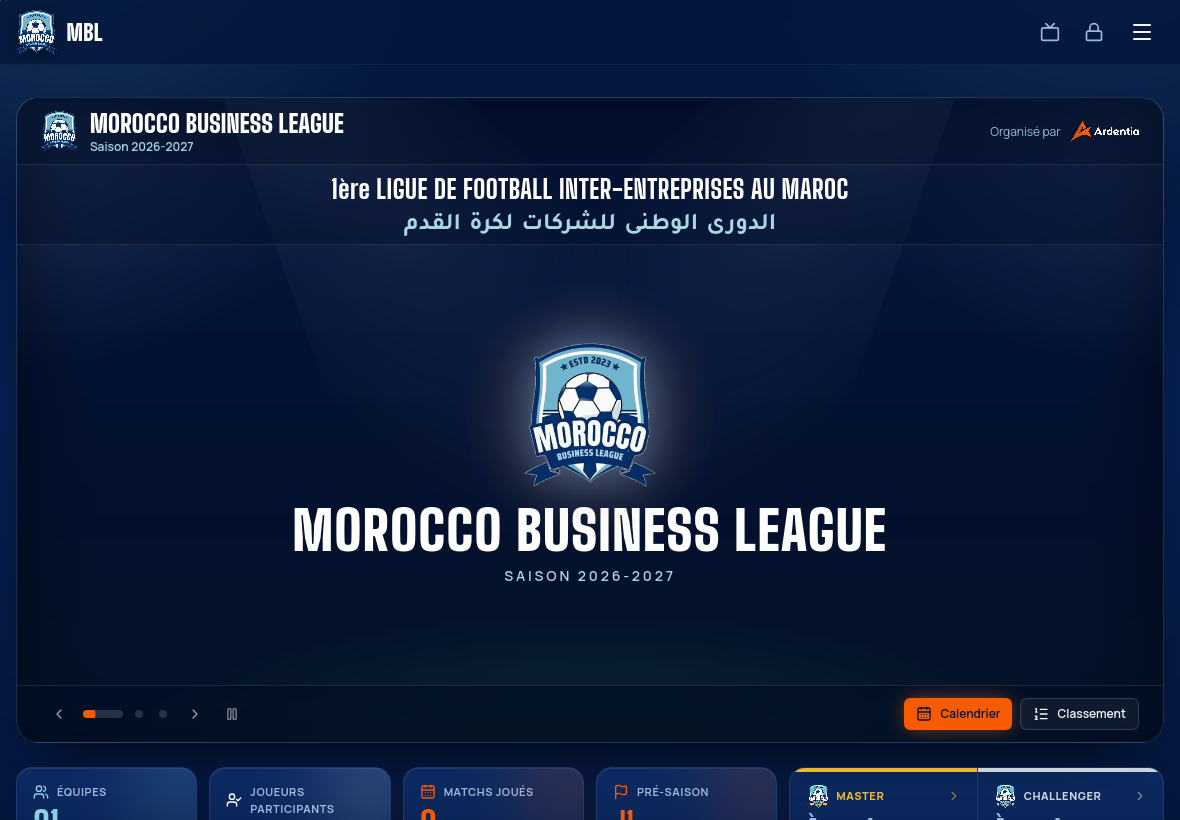 MBL
MOROCCO BUSINESS LEAGUE
Saison 2026-2027
Organisé par Ardentia
1ère LIGUE DE FOOTBALL INTER-ENTREPRISES AU MAROC
الدورى الوطنى للشركات لكرة القدم
★ ESTD 2023 ★
MOROCCO
BUSINESS LEAGUE
MOROCCO BUSINESS LEAGUE
SAISON 2026-2027
Calendrier
Classement
ÉQUIPES
JOUEURS
PARTICIPANTS
MATCHS JOUÉS
PRÉ-SAISON
MASTER
CHALLENGER